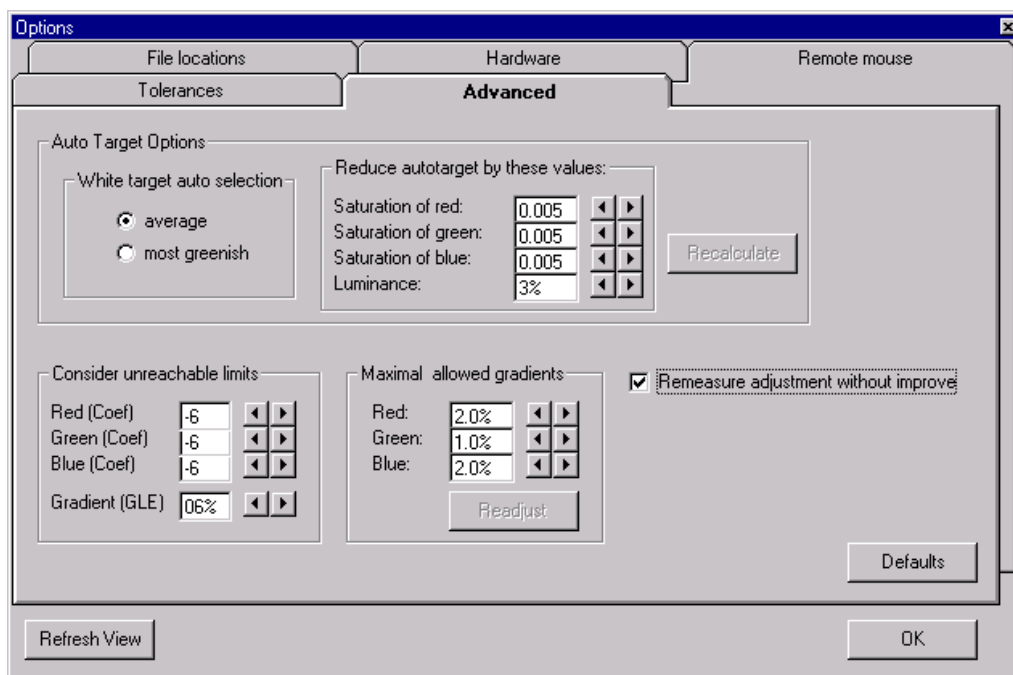 Options
File locations
Hardware
Remote mouse
Tolerances
Advanced
Auto Target Options
White target auto selection
average
most greenish
Reduce autotarget by these values:
Saturation of red: 0.005
Saturation of green: 0.005
Saturation of blue: 0.005
Luminance: 3%
Recalculate
Consider unreachable limits
Red (Coef) -6
Green (Coef) -6
Blue (Coef) -6
Gradient (GLE) 06%
Maximal allowed gradients
Red: 2.0%
Green: 1.0%
Blue: 2.0%
Readjust
Remeasure adjustment without improve
Defaults
Refresh View
OK